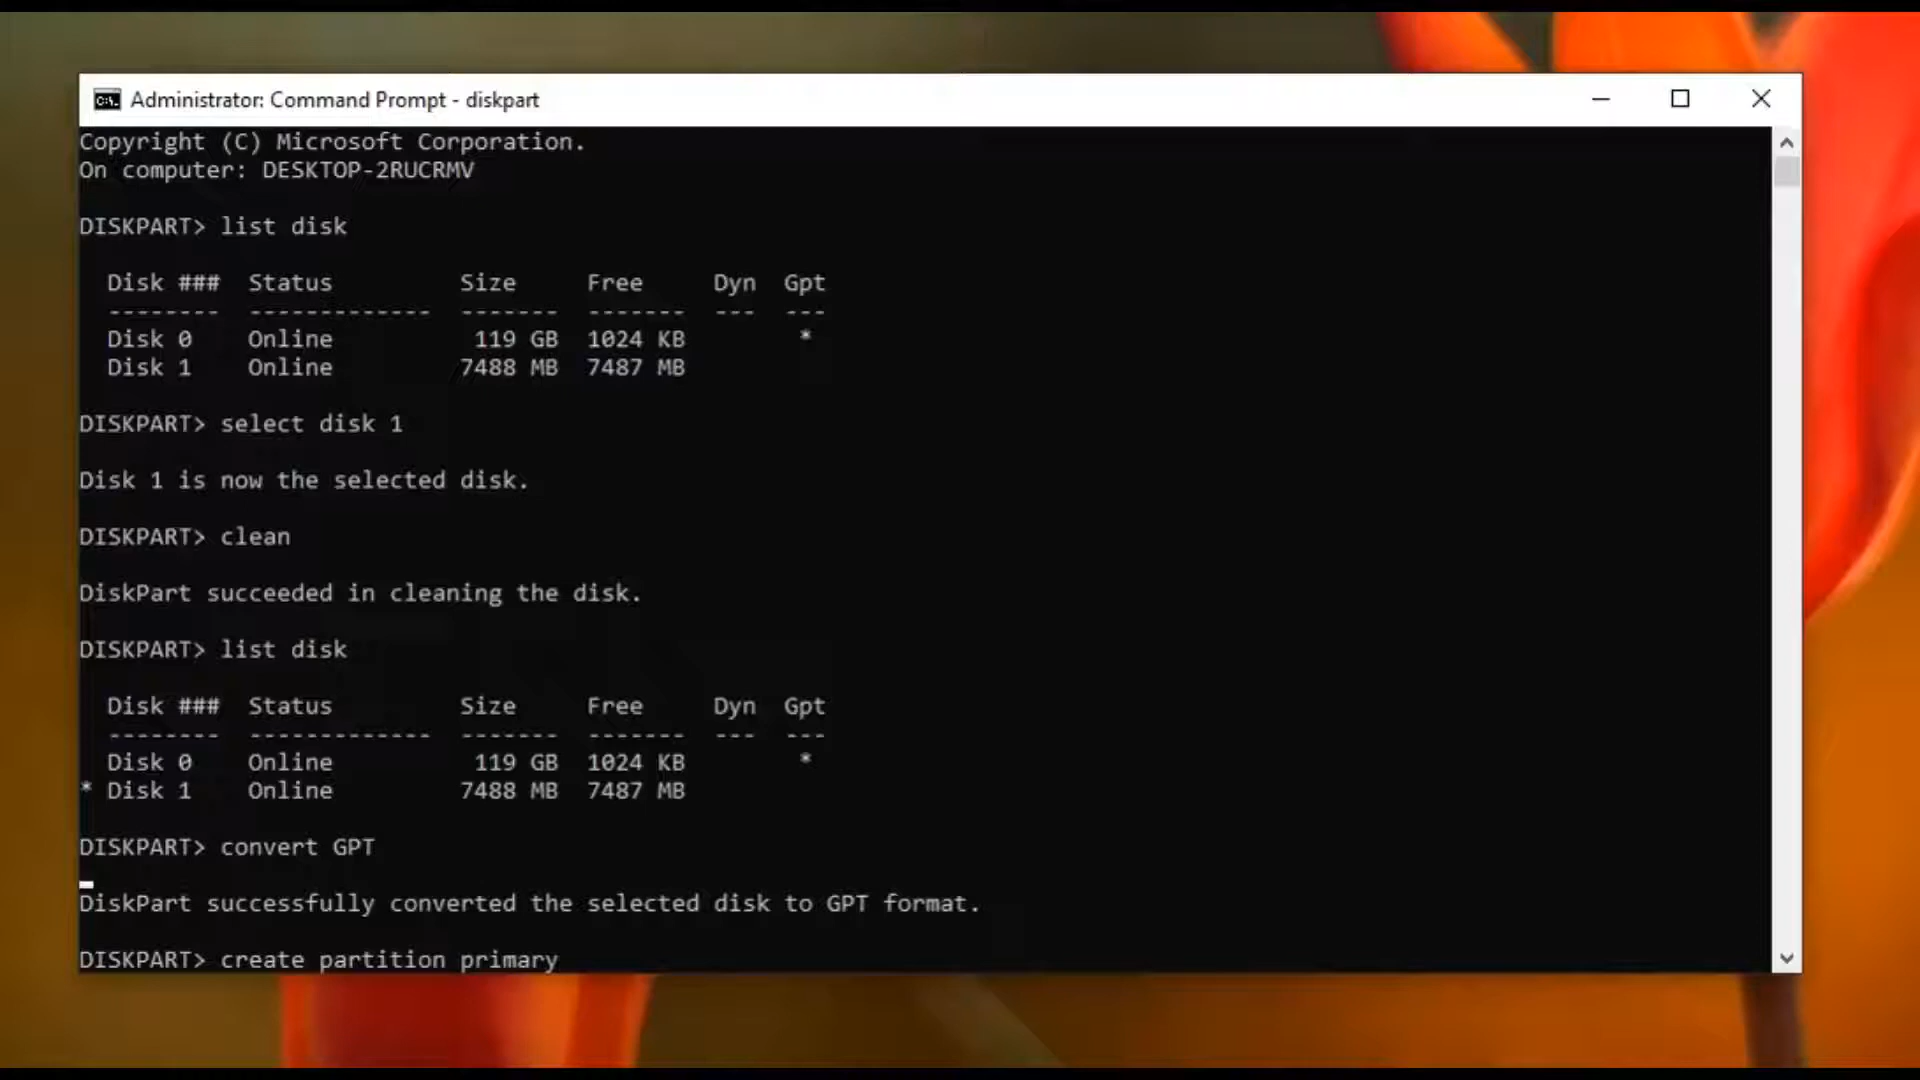 Administrator: Command Prompt - diskpart
Copyright (C) Microsoft Corporation.
On computer: DESKTOP-2RUCRMV
DISKPART> list disk
Disk ###  Status         Size     Free     Dyn  Gpt
--------  -------------  -------  -------  ---  ---
Disk 0    Online          119 GB  1024 KB        *
Disk 1    Online         7488 MB  7487 MB
DISKPART> select disk 1
Disk 1 is now the selected disk.
DISKPART> clean
DiskPart succeeded in cleaning the disk.
DISKPART> list disk
Disk ###  Status         Size     Free     Dyn  Gpt
--------  -------------  -------  -------  ---  ---
Disk 0    Online          119 GB  1024 KB        *
* Disk 1    Online         7488 MB  7487 MB
DISKPART> convert GPT
DiskPart successfully converted the selected disk to GPT format.
DISKPART> create partition primary